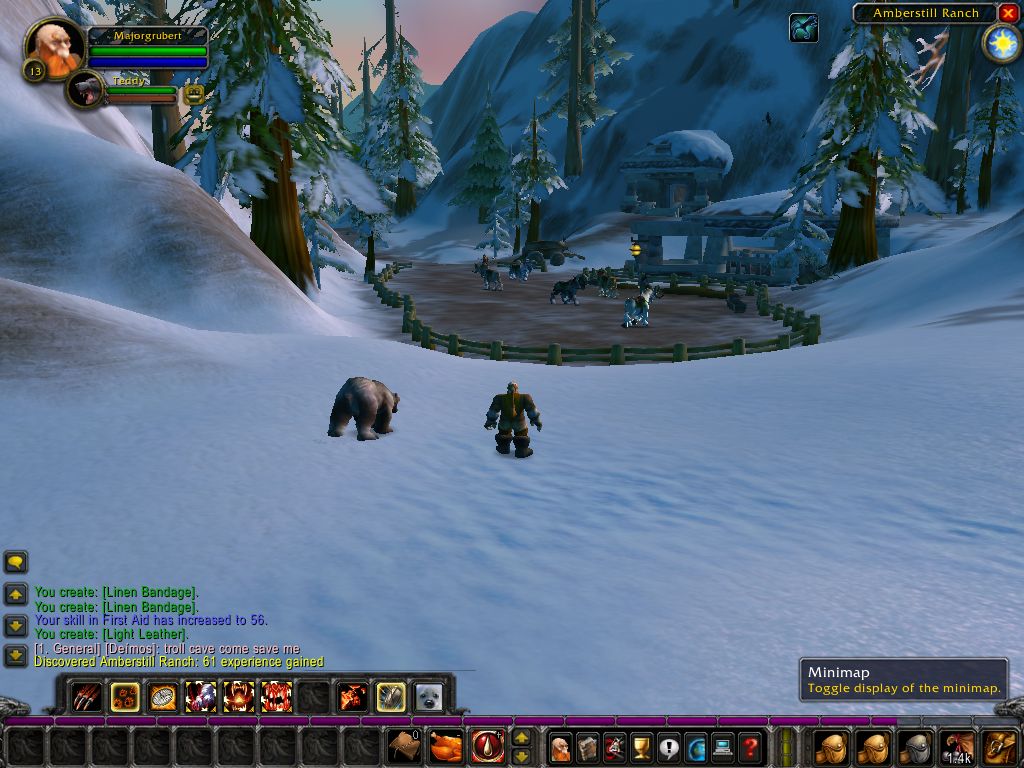 Majorgrubert
13
Teddy
Amberstill Ranch
You create: [Linen Bandage].
You create: [Linen Bandage].
Your skill in First Aid has increased to 56.
You create: [Light Leather].
[1. General] [Deímos]: troll cave come save me
Discovered Amberstill Ranch: 61 experience gained
Minimap
Toggle display of the minimap.
0
1.4k